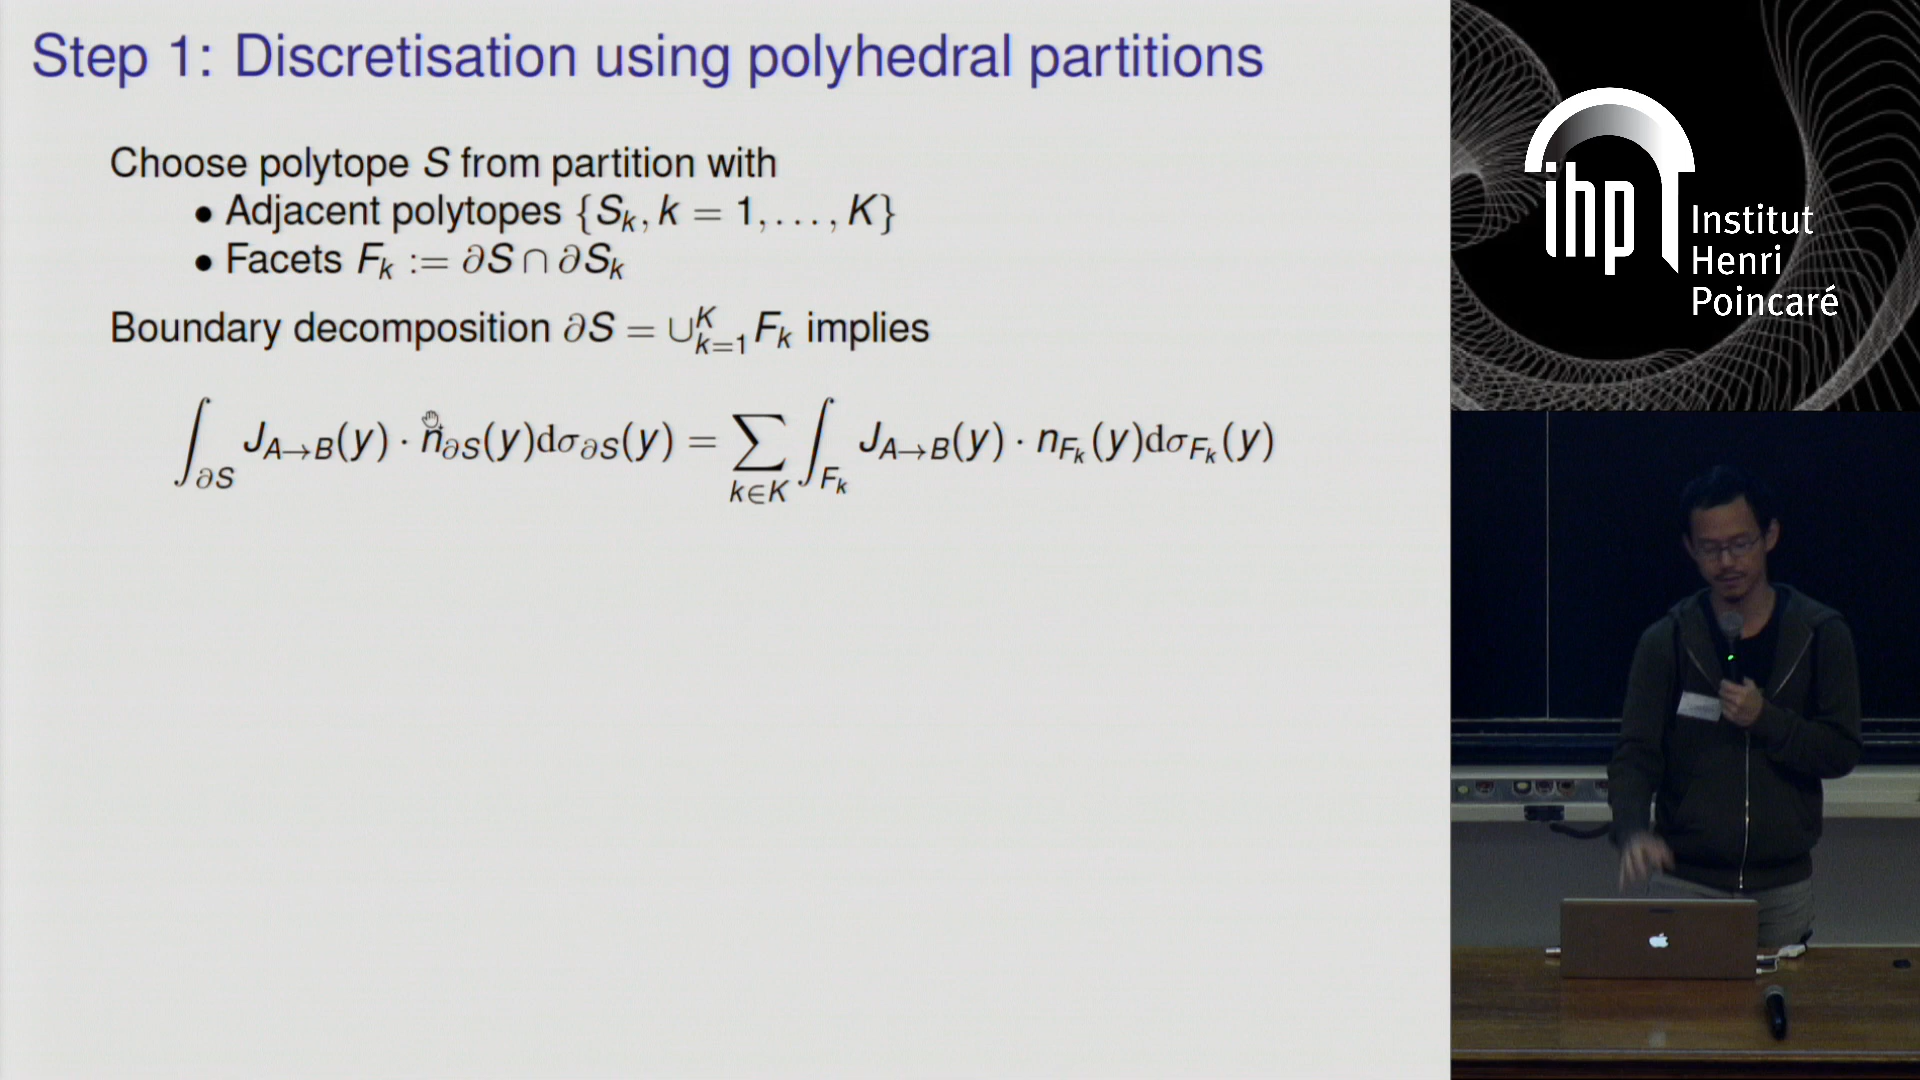 Step 1: Discretisation using polyhedral partitions
Choose polytope S from partition with
• Adjacent polytopes {S_k, k = 1, . . . , K}
• Facets F_k := ∂S ∩ ∂S_k
Boundary decomposition ∂S = ∪_{k=1}^K F_k implies
∫_{∂S} J_{A→B}(y) · n_{∂S}(y)dσ_{∂S}(y) = ∑_{k∈K} ∫_{F_k} J_{A→B}(y) · n_{F_k}(y)dσ_{F_k}(y)
ihp
Institut
Henri
Poincaré